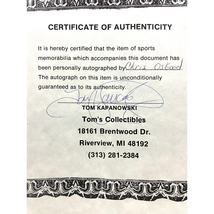 CERTIFICATE OF AUTHENTICITY
It is hereby certified that the item of sports
memorabilia which accompanies this document has
been personally autographed by Chris Osgood.
The autograph on this item is unconditionally
guaranteed as to its authenticity.
TOM KAPANOWSKI
Tom's Collectibles
18161 Brentwood Dr.
Riverview, MI 48192
(313) 281-2384